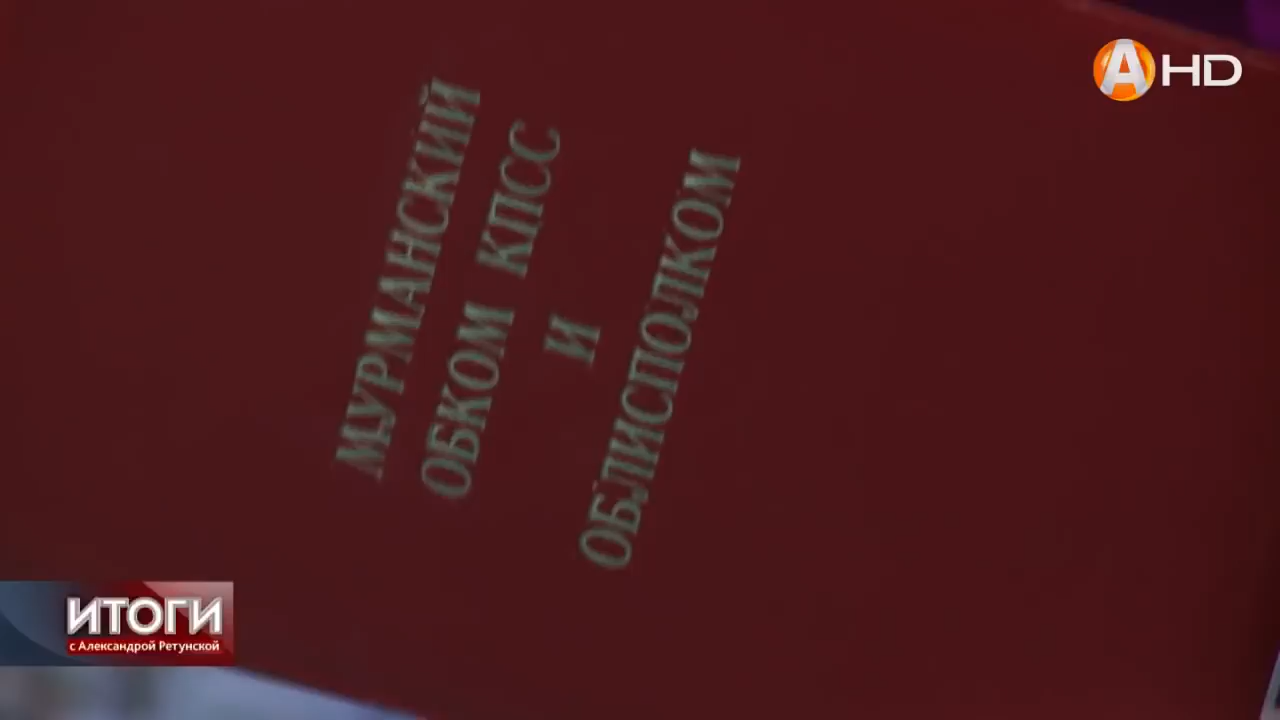 МУРМАНСКИЙ
ОБКОМ КПСС
И
ОБЛИСПОЛКОМ
А HD
ИТОГИ
с Александрой Ретунской